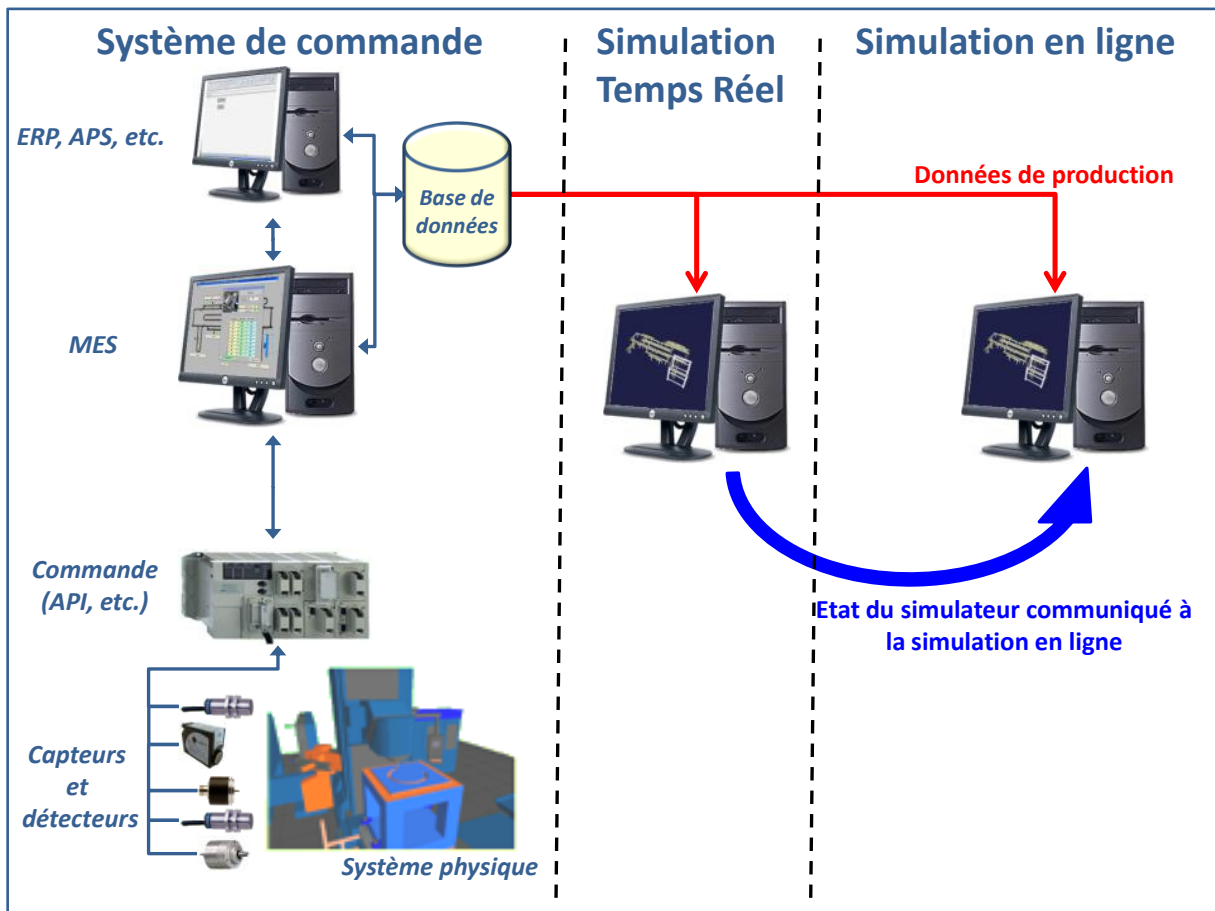 Système de commande
Simulation
Temps Réel
Simulation en ligne
ERP, APS, etc.
Base de
données
Données de production
MES
Commande
(API, etc.)
Etat du simulateur communiqué à
la simulation en ligne
Capteurs
et
détecteurs
Système physique